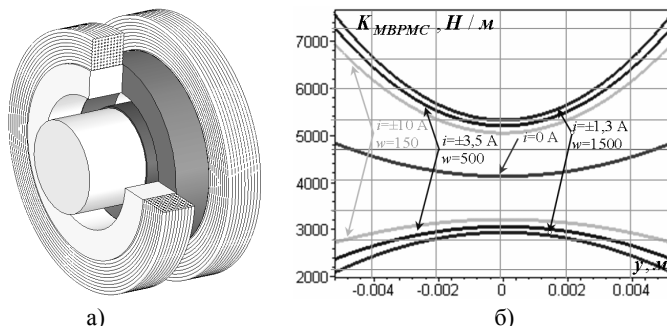 K МВРМС , Н / м
7000
6000
5000
4000
3000
2000
i=±10 А
w=150
i=±3,5 А
w=500
i=0 А
i=±1,3 А
w=1500
y, м
-0.004
-0.002
0
0.002
0.004
а)
б)